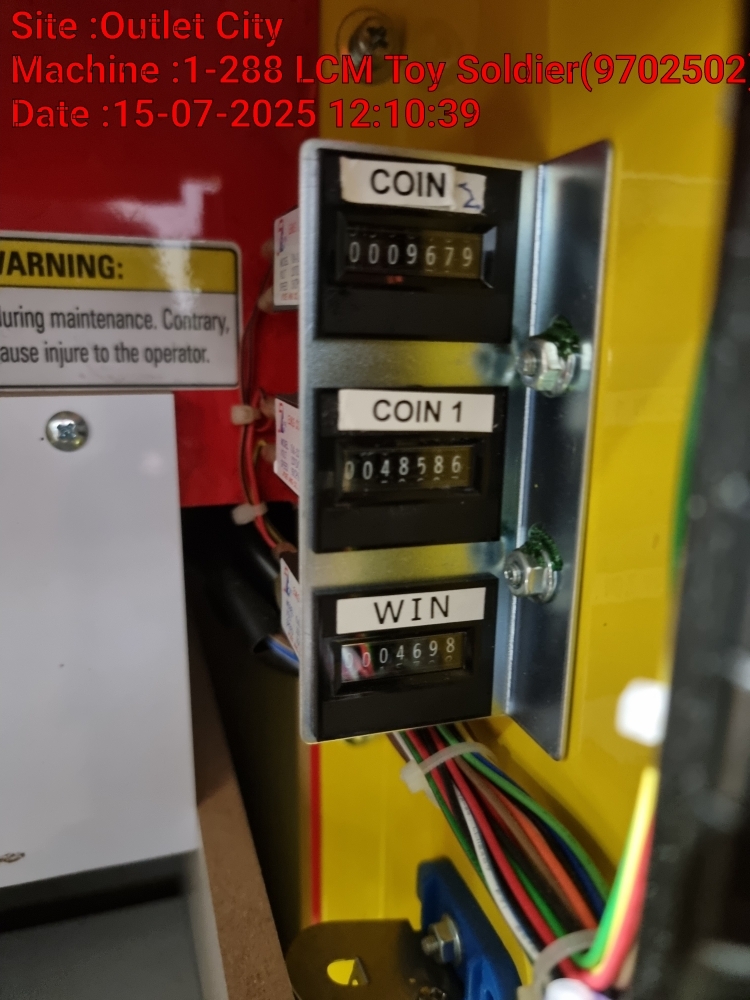 Site :Outlet City
Machine :1-288 LCM Toy Soldier(9702502
Date :15-07-2025 12:10:39
COIN 2
0009679
WARNING:
during maintenance. Contrary,
ause injure to the operator.
COIN 1
0048586
WIN
0004698